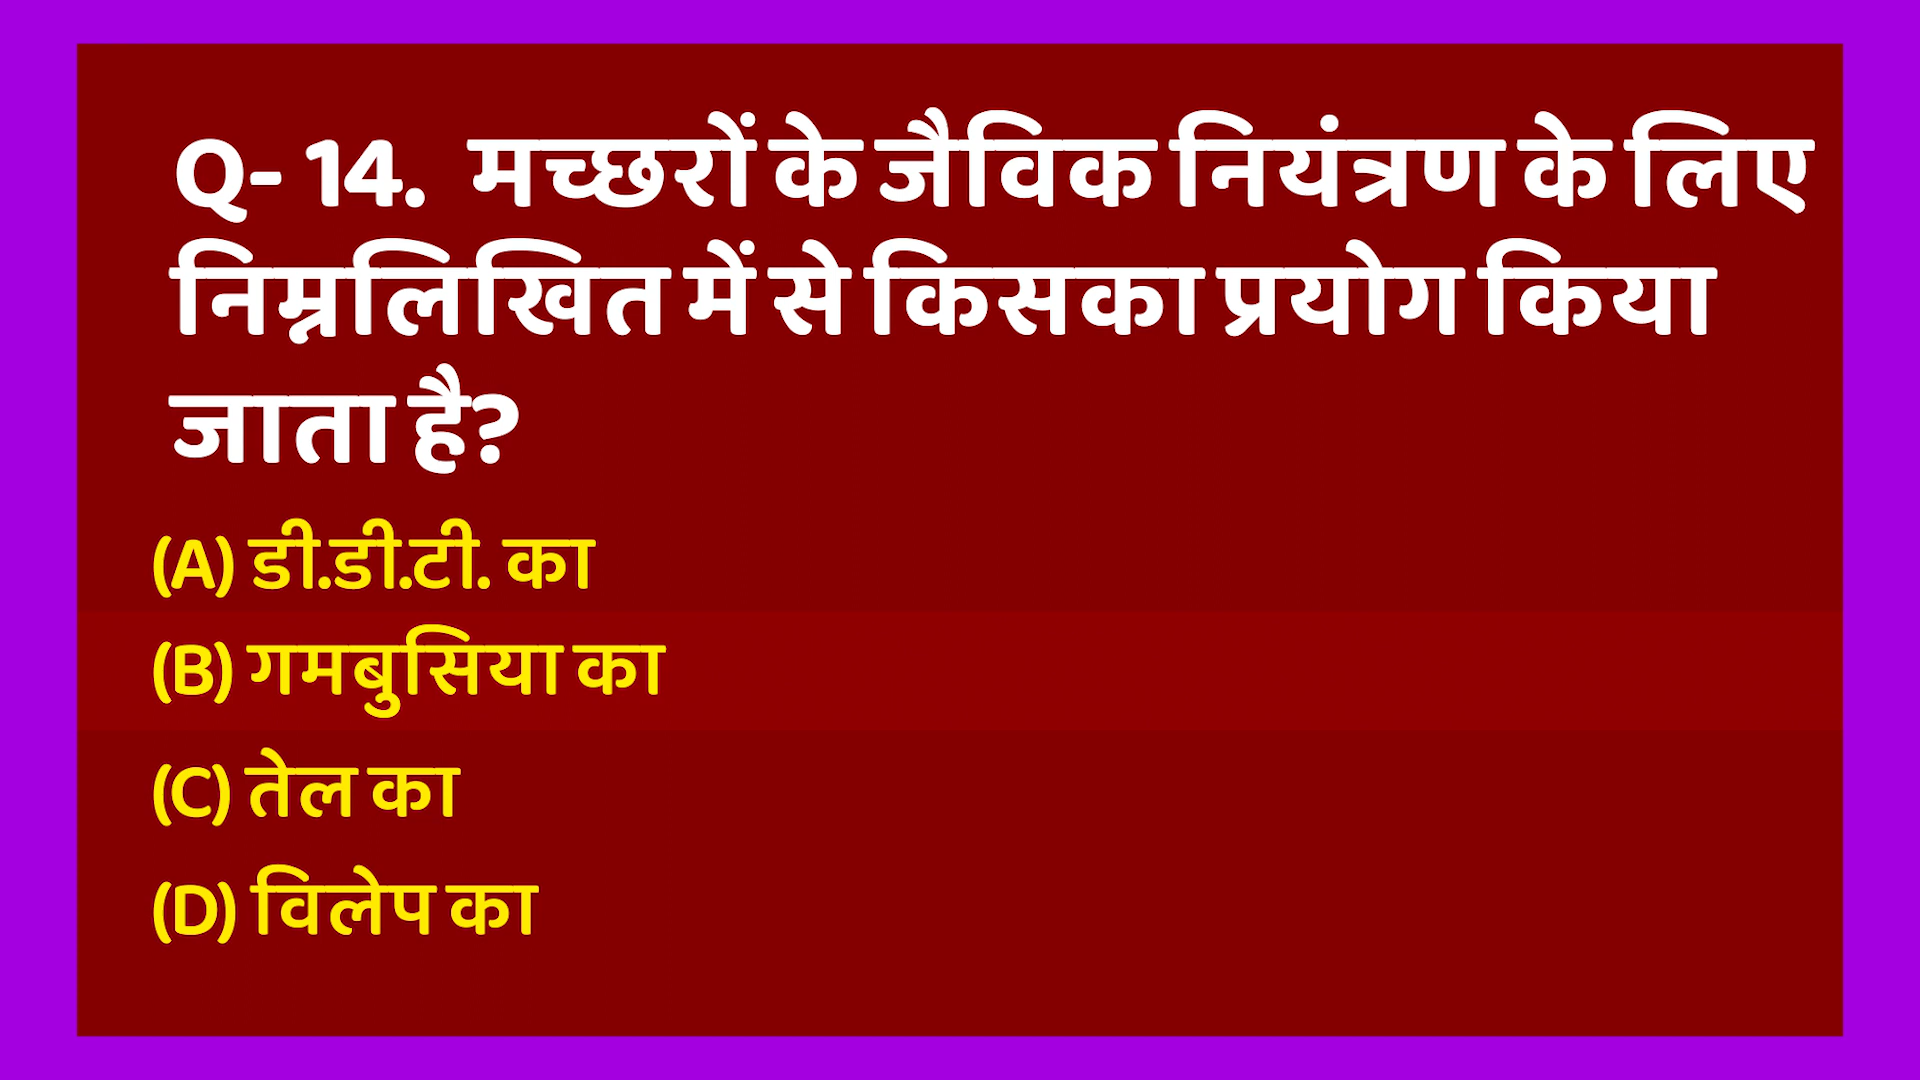 Q- 14. मच्छरों के जैविक नियंत्रण के लिए
निम्नलिखित में से किसका प्रयोग किया
जाता है?
(A) डी.डी.टी. का
(B) गमबुसिया का
(C) तेल का
(D) विलेप का